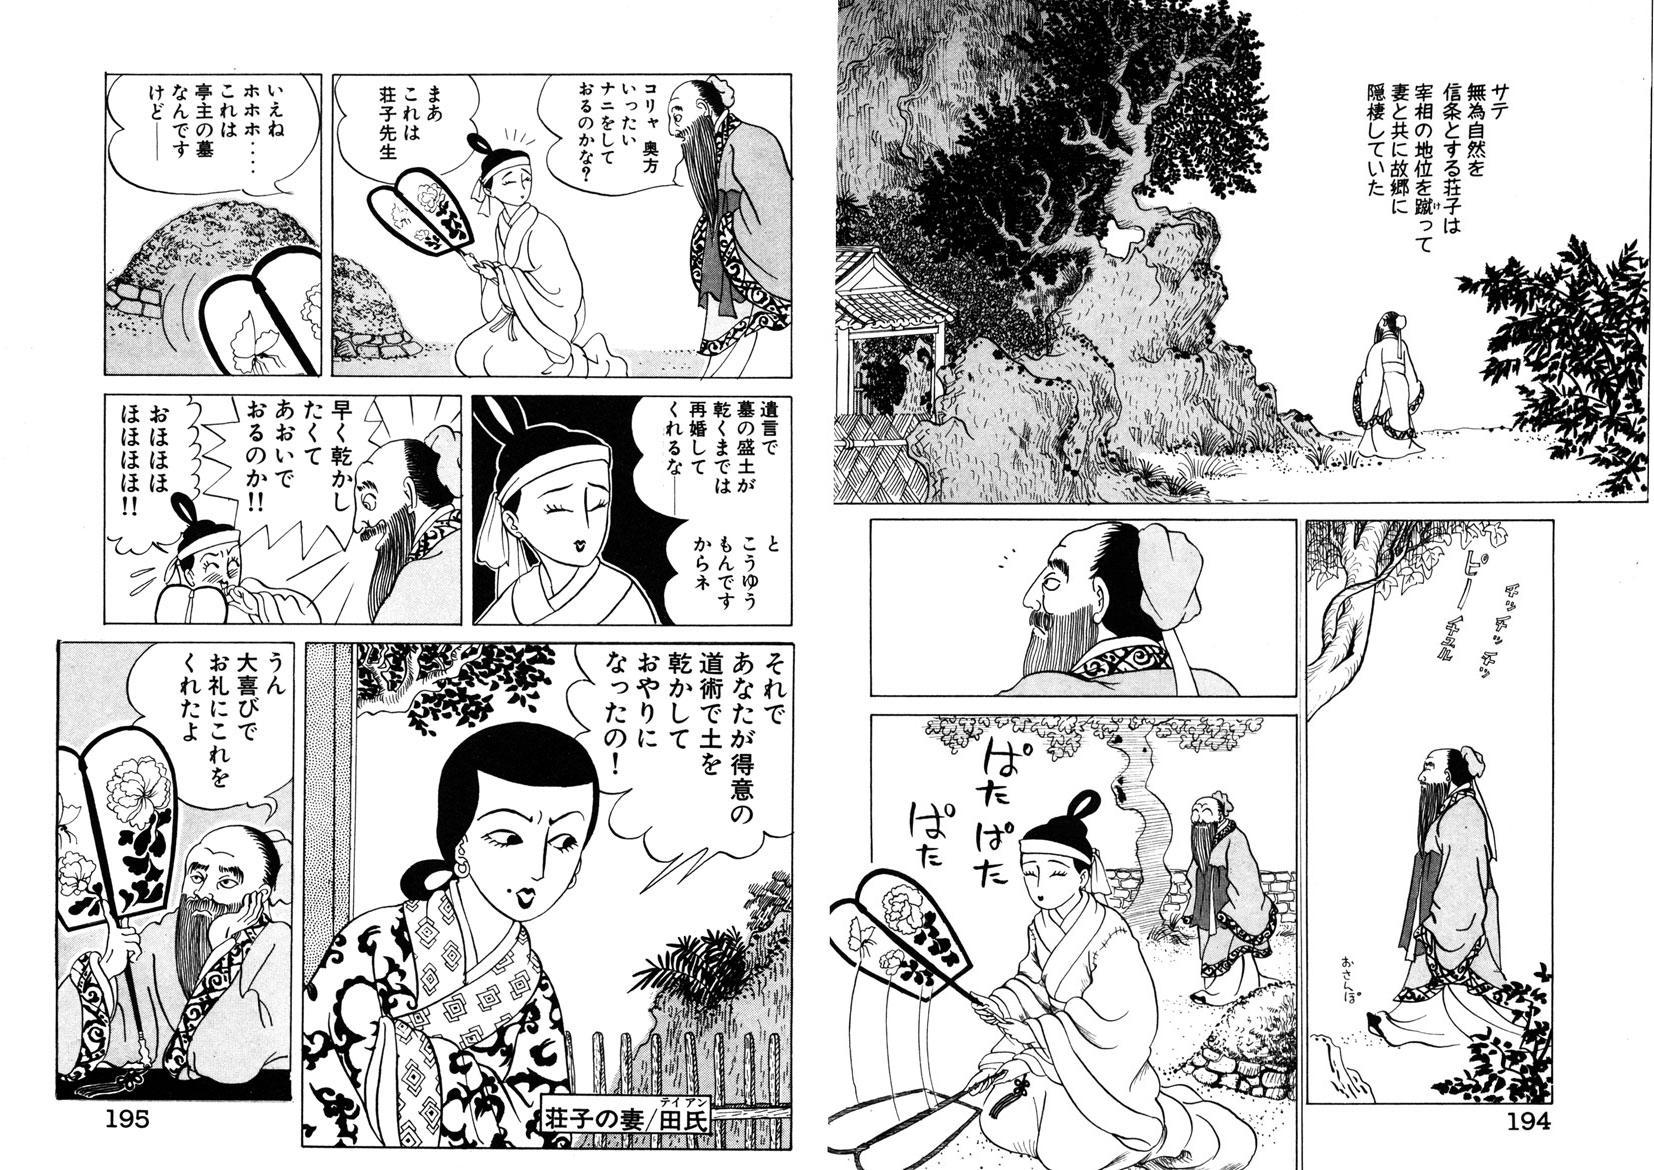 サテ
無為自然を
信条とする荘子は
宰相の地位を蹴って
け
妻と共に故郷に
隠棲していた
ピーチュル
チッチッチッ
おさんぽ
ぱたぱた
ぱた
194
コリャ 奥方
いったい
ナニをして
おるのかな?
まあ
これは
荘子先生
いえね
ホホホ‥‥
これは
亭主の墓
なんです
けど──
遺言で
墓の盛土が
乾くまでは
再婚して
くれるな──
と
こうゆう
もんです
からネ
早く乾かし
たくて
あおいで
おるのか!!
おほほほ
ほほほほ!!
それで
あなたが得意の
道術で土を
乾かして
おやりに
なったの!
荘子の妻/田氏
テイアン
うん
大喜びで
お礼にこれを
くれたよ
195